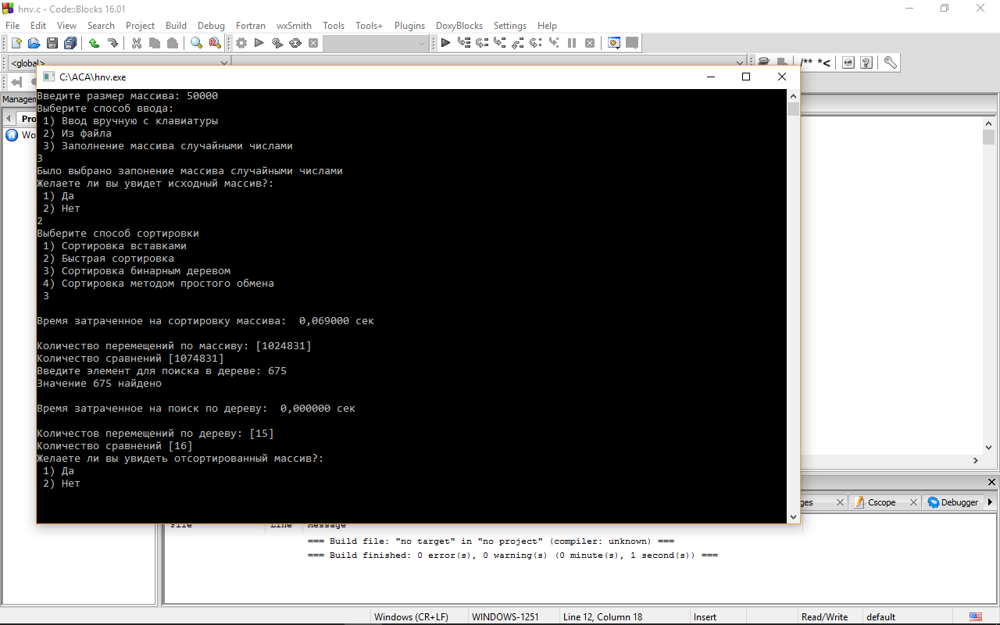 hnv.c - Code::Blocks 16.01
File Edit View Search Project Build Debug Fortran wxSmith Tools Tools+ Plugins DoxyBlocks Settings Help
<global>
/** *<
C:\ACA\hnv.exe
Введите размер массива: 50000
Выберите способ ввода:
1) Ввод вручную с клавиатуры
2) Из файла
3) Заполнение массива случайными числами
3
Было выбрано запонение массива случайными числами
Желаете ли вы увидет исходный массив?:
1) Да
2) Нет
2
Выберите способ сортировки
1) Сортировка вставками
2) Быстрая сортировка
3) Сортировка бинарным деревом
4) Сортировка методом простого обмена
3
Время затраченное на сортировку массива:  0,069000 сек
Количество перемещений по массиву: [1024831]
Количество сравнений [1074831]
Введите элемент для поиска в дереве: 675
Значение 675 найдено
Время затраченное на поиск по дереву:  0,000000 сек
Количестов перемещений по дереву: [15]
Количество сравнений [16]
Желаете ли вы увидеть отсортированный массив?:
1) Да
2) Нет
Managem
Pro
Wo
ges Cscope Debugger
File Line Message
=== Build file: "no target" in "no project" (compiler: unknown) ===
=== Build finished: 0 error(s), 0 warning(s) (0 minute(s), 1 second(s)) ===
Windows (CR+LF) WINDOWS-1251 Line 12, Column 18 Insert Read/Write default